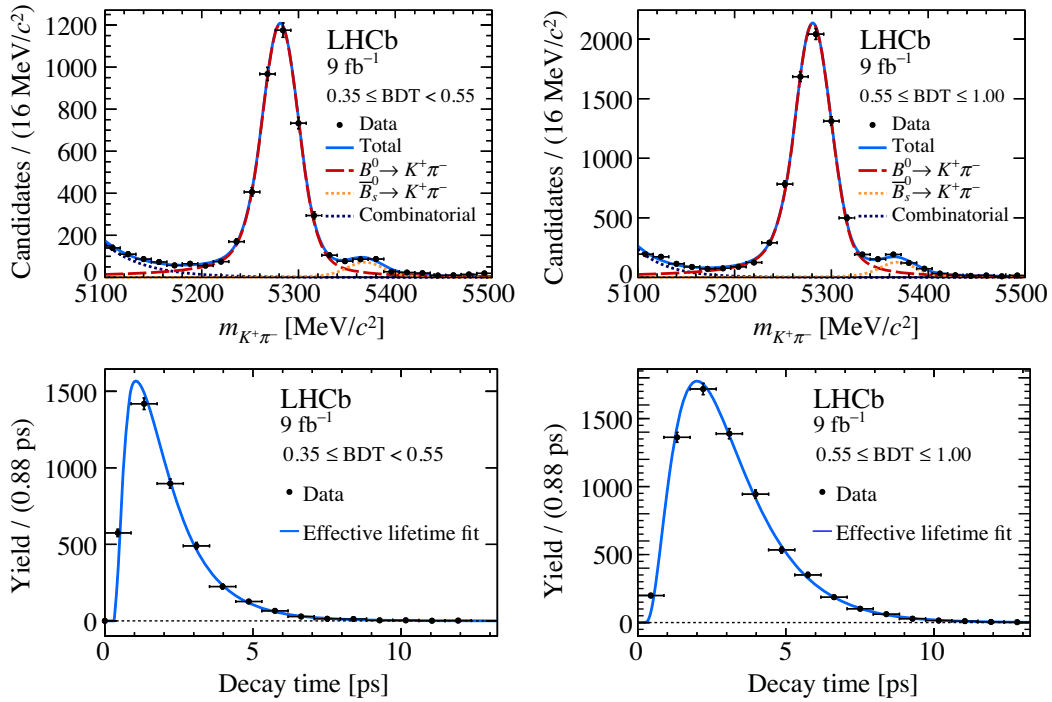 Candidates / (16 MeV/c²)
1200
1000
800
600
400
200
0
LHCb
9 fb⁻¹
0.35 ≤ BDT < 0.55
Data
Total
B⁰ → K⁺π⁻
B̅⁰ₛ → K⁺π⁻
Combinatorial
5100 5200 5300 5400 5500
m_K⁺π⁻ [MeV/c²]
Candidates / (16 MeV/c²)
2000
1500
1000
500
0
LHCb
9 fb⁻¹
0.55 ≤ BDT ≤ 1.00
Data
Total
B⁰ → K⁺π⁻
B̅⁰ₛ → K⁺π⁻
Combinatorial
5100 5200 5300 5400 5500
m_K⁺π⁻ [MeV/c²]
Yield / (0.88 ps)
1500
1000
500
0
LHCb
9 fb⁻¹
0.35 ≤ BDT < 0.55
Data
Effective lifetime fit
5 10
Decay time [ps]
Yield / (0.88 ps)
1500
1000
500
0
LHCb
9 fb⁻¹
0.55 ≤ BDT ≤ 1.00
Data
Effective lifetime fit
0 5 10
Decay time [ps]